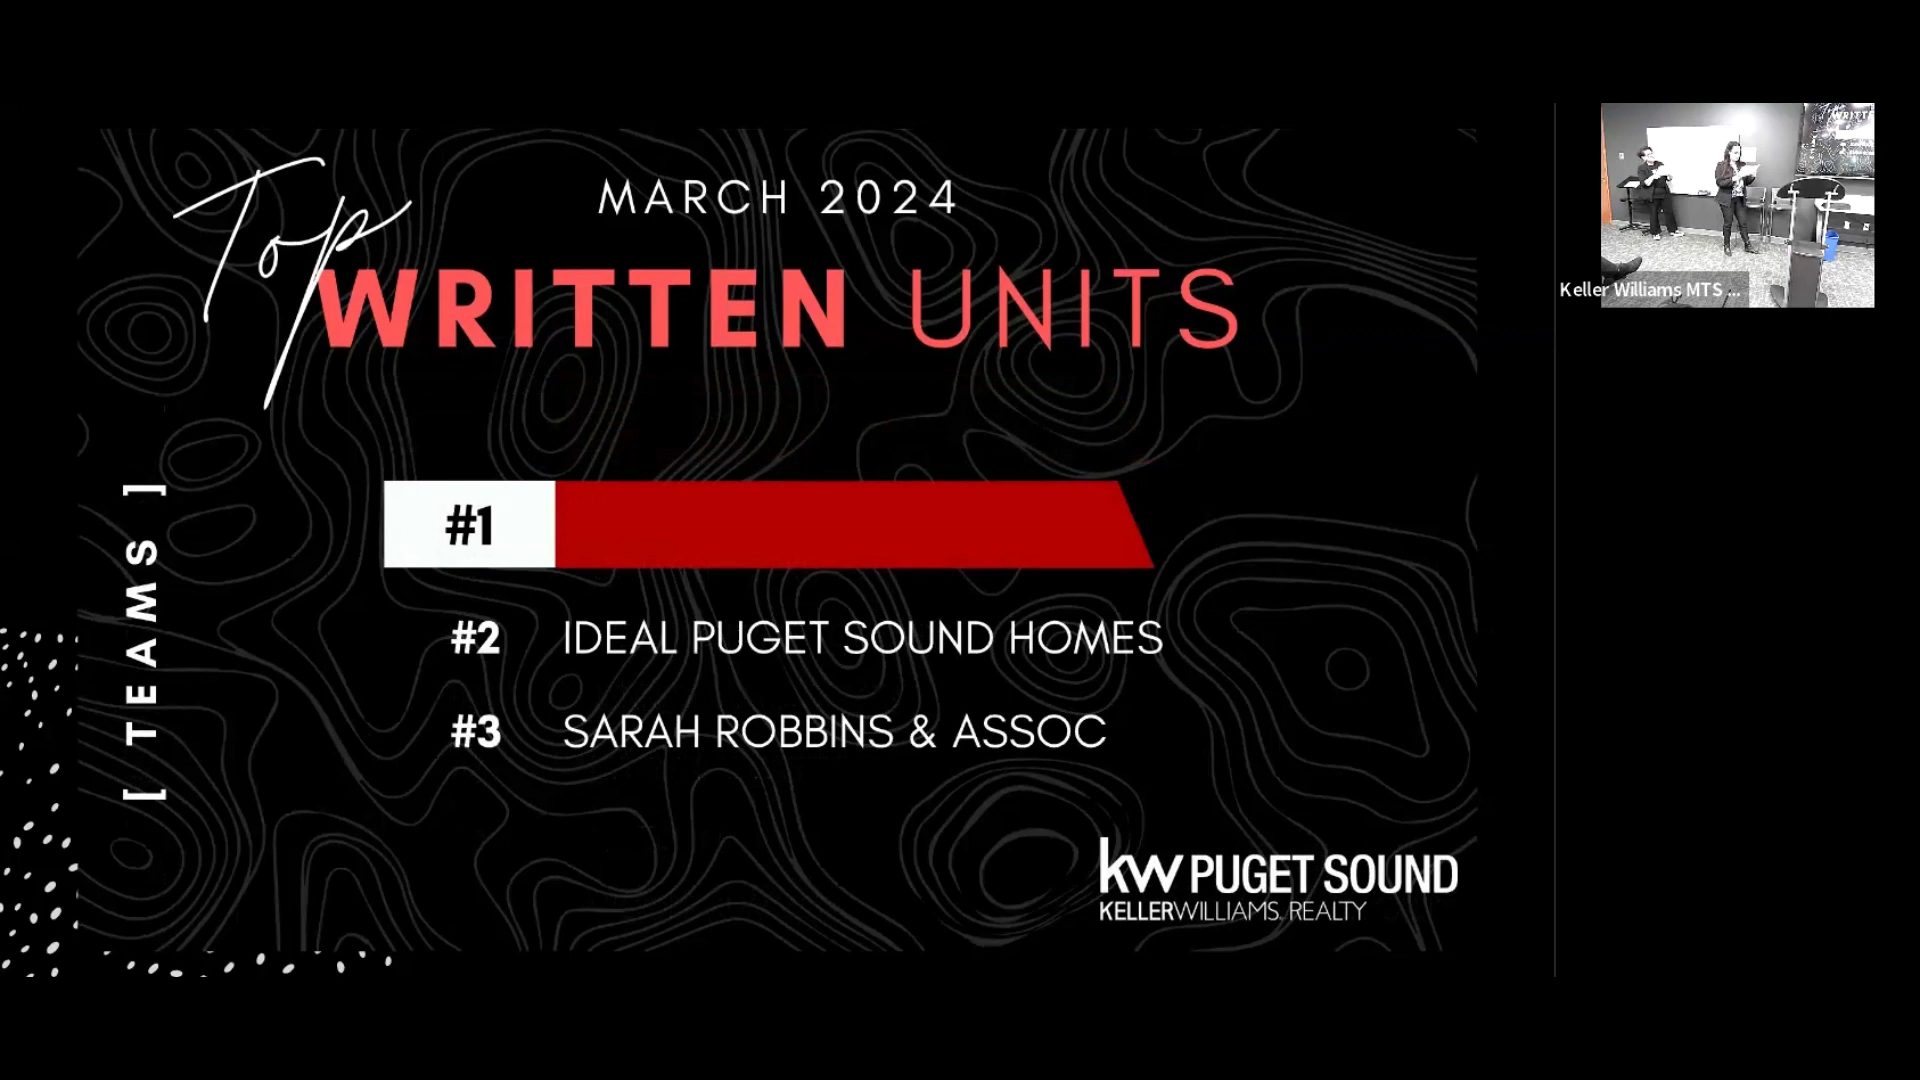 Top
MARCH 2024
WRITTEN UNITS
[ TEAMS ]
#1
#2 IDEAL PUGET SOUND HOMES
#3 SARAH ROBBINS & ASSOC
kw PUGET SOUND
KELLERWILLIAMS. REALTY
Keller Williams MTS ...